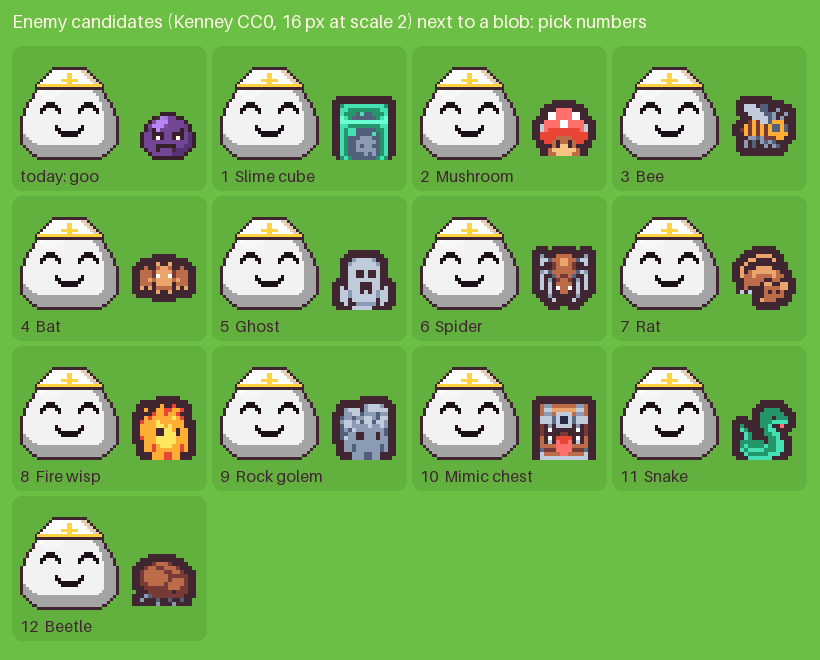 Enemy candidates (Kenney CC0, 16 px at scale 2) next to a blob: pick numbers
today: goo
1 Slime cube
2 Mushroom
3 Bee
4 Bat
5 Ghost
6 Spider
7 Rat
8 Fire wisp
9 Rock golem
10 Mimic chest
11 Snake
12 Beetle